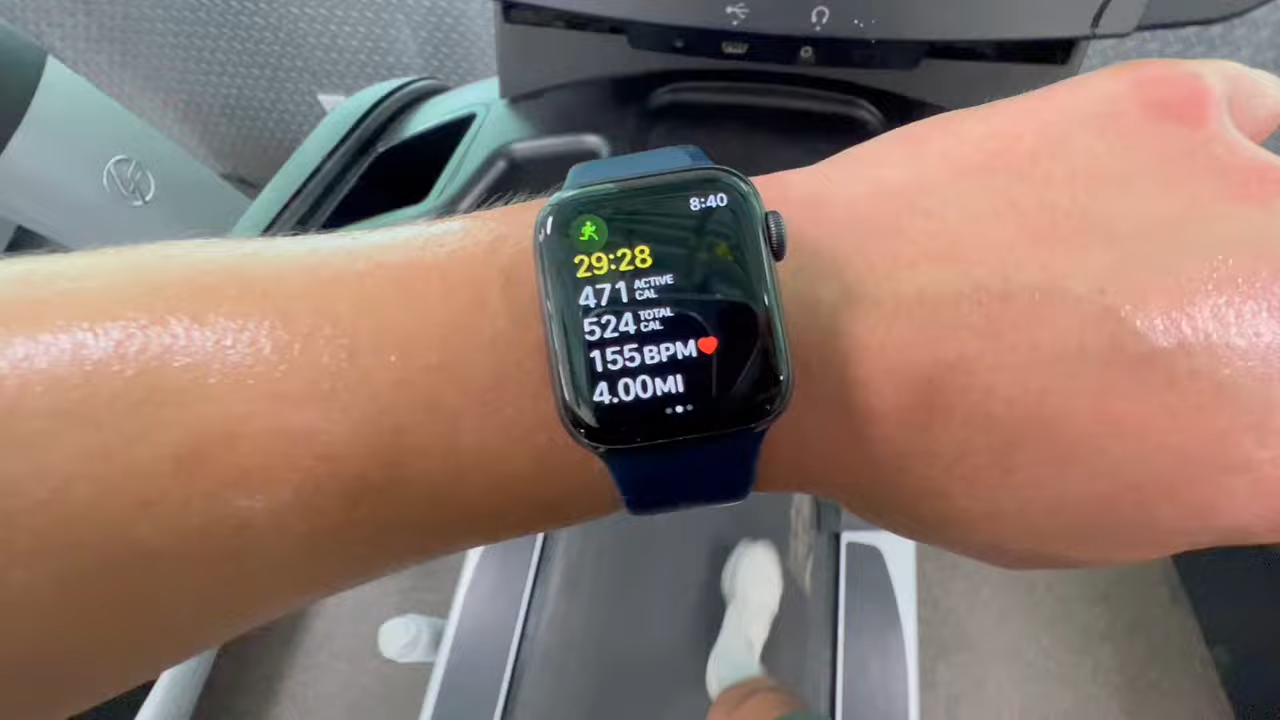 8:40
29:28
471 ACTIVE CAL
524 TOTAL CAL
155BPM
4.00MI